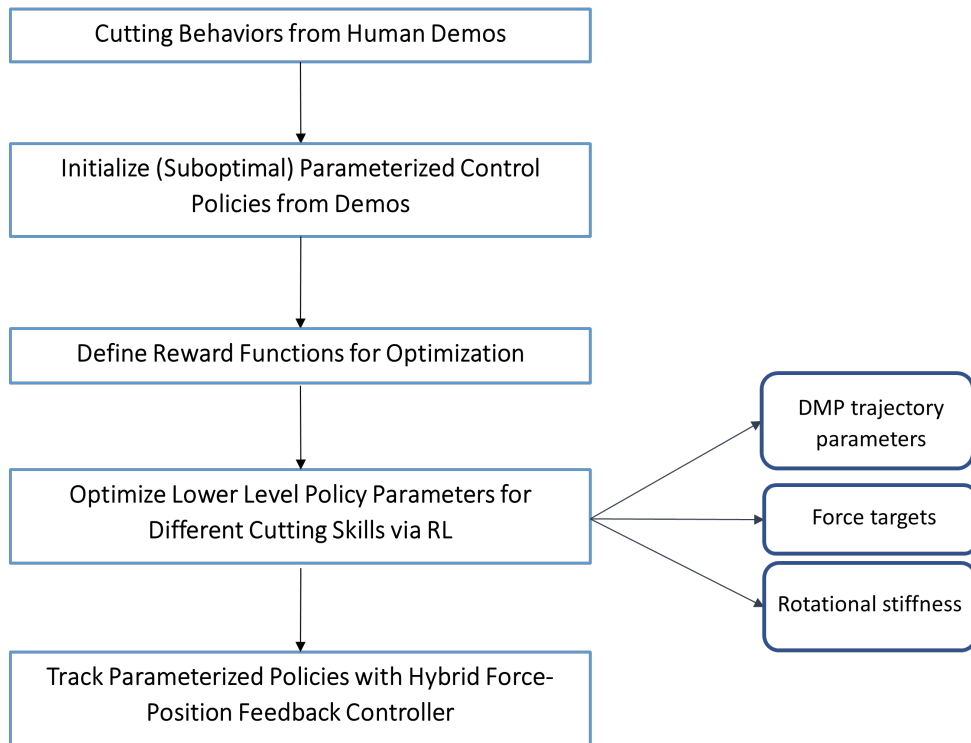 Cutting Behaviors from Human Demos
Initialize (Suboptimal) Parameterized Control
Policies from Demos
Define Reward Functions for Optimization
Optimize Lower Level Policy Parameters for
Different Cutting Skills via RL
DMP trajectory
parameters
Force targets
Rotational stiffness
Track Parameterized Policies with Hybrid Force-
Position Feedback Controller